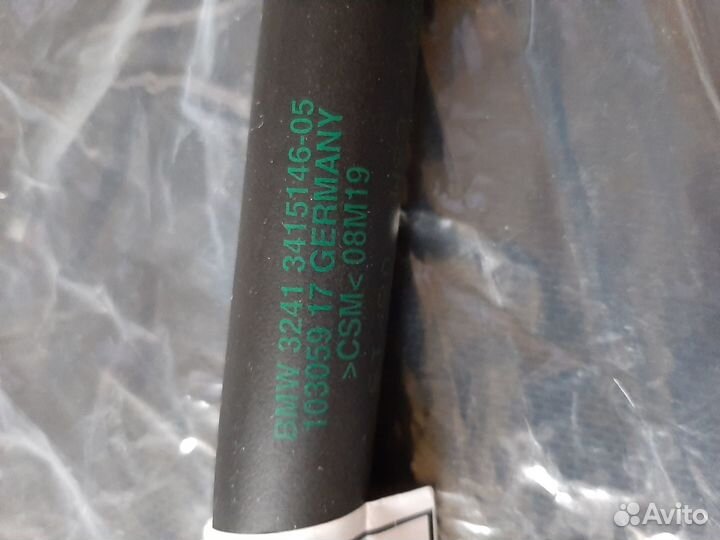 BMW 3241 3415146-05
103059 17 GERMANY
>CSM< 08M19
Avito